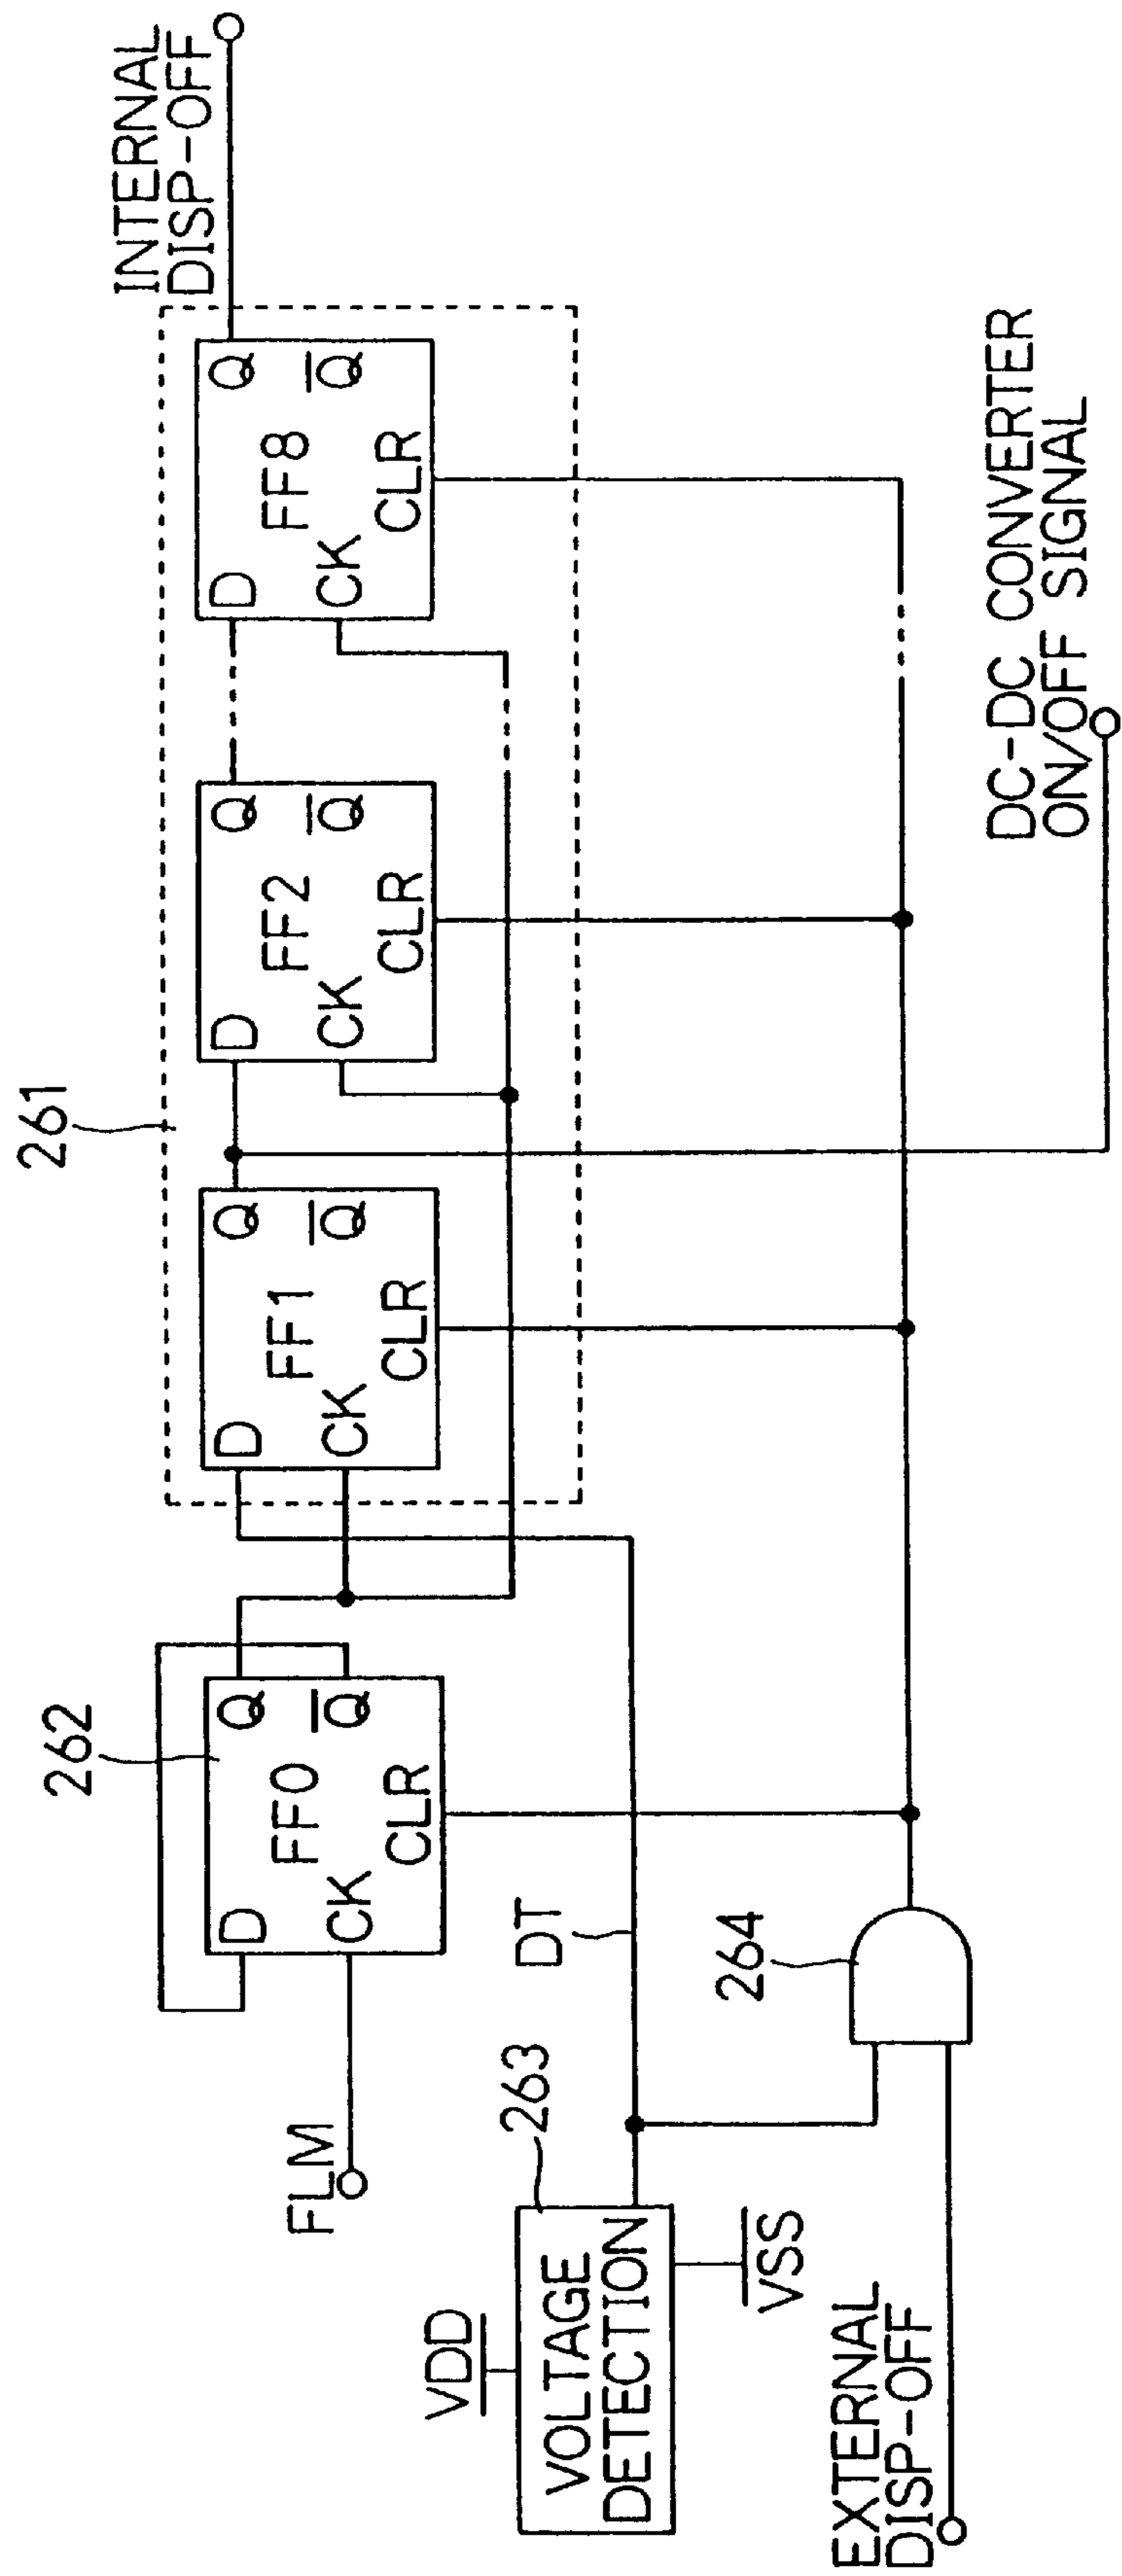 261
262
INTERNAL
DISP-OFF
D
Q
FF0
Q
CK
CLR
D
Q
FF1
Q
CK
CLR
D
Q
FF2
Q
CK
CLR
D
Q
FF8
Q
CK
CLR
FLM
DT
VDD
263
VOLTAGE
DETECTION
VSS
264
EXTERNAL
DISP-OFF
DC-DC CONVERTER
ON/OFF SIGNAL